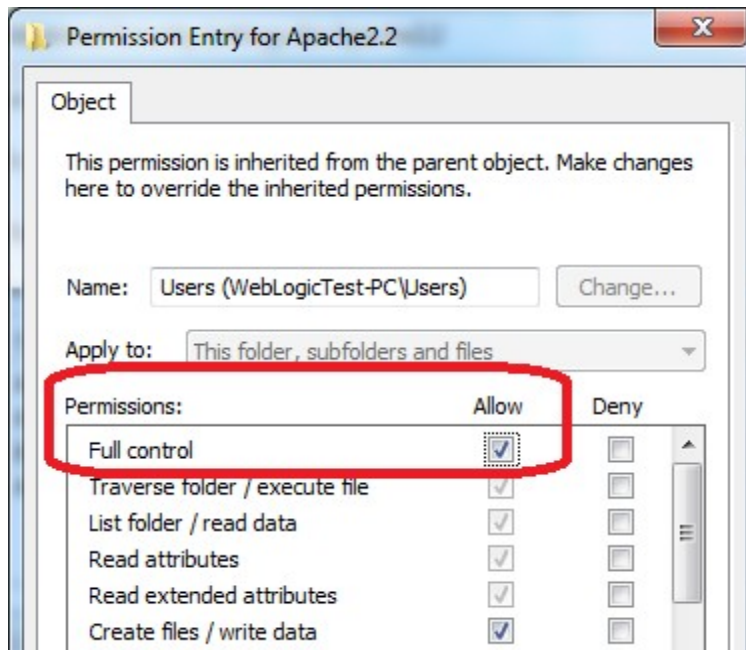 Permission Entry for Apache2.2
Object
This permission is inherited from the parent object. Make changes
here to override the inherited permissions.
Name: Users (WebLogicTest-PC\Users) Change...
Apply to: This folder, subfolders and files
Permissions: Allow Deny
Full control
Traverse folder / execute file
List folder / read data
Read attributes
Read extended attributes
Create files / write data